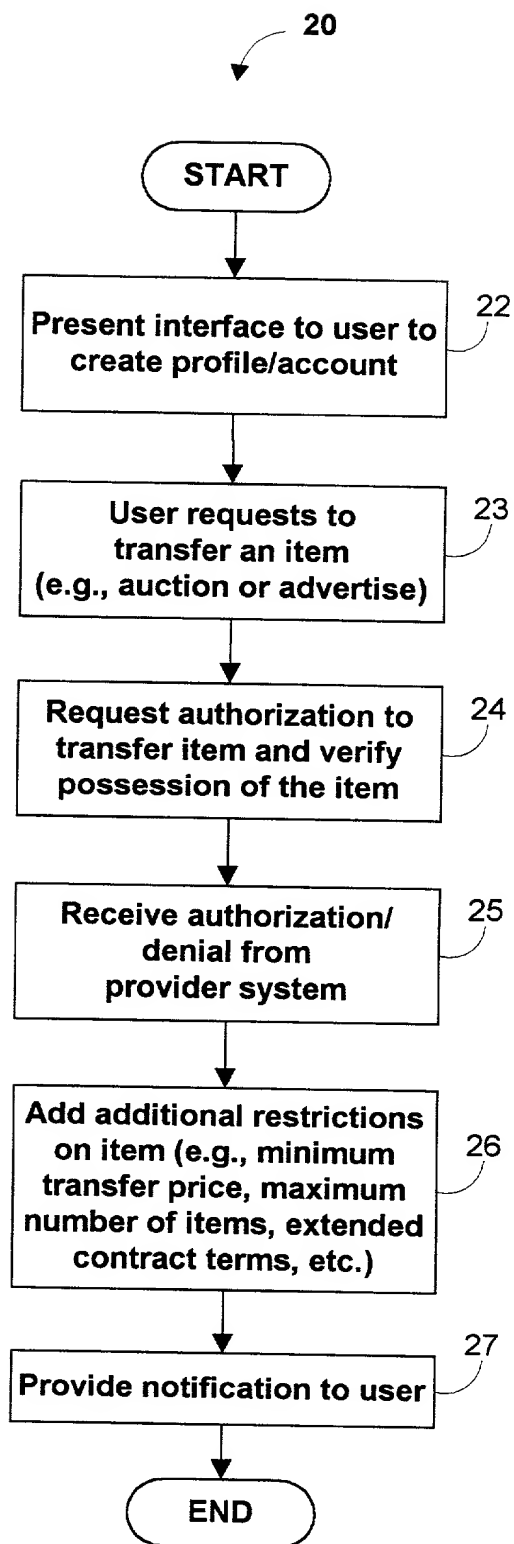 20
START
Present interface to user to
create profile/account
22
User requests to
transfer an item
(e.g., auction or advertise)
23
Request authorization to
transfer item and verify
possession of the item
24
Receive authorization/
denial from
provider system
25
Add additional restrictions
on item (e.g., minimum
transfer price, maximum
number of items, extended
contract terms, etc.)
26
Provide notification to user
27
END